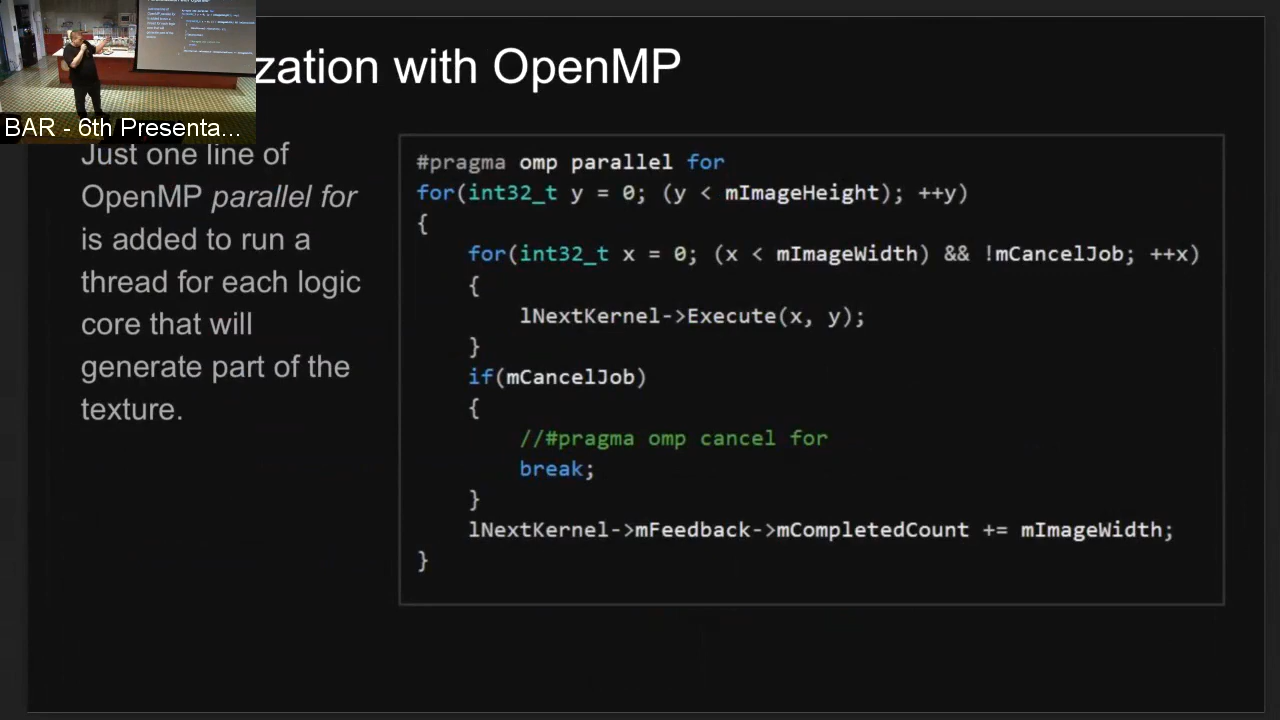 zation with OpenMP
BAR - 6th Presenta...
Just one line of
OpenMP parallel for
is added to run a
thread for each logic
core that will
generate part of the
texture.
#pragma omp parallel for
for(int32_t y = 0; (y < mImageHeight); ++y)
{
for(int32_t x = 0; (x < mImageWidth) && !mCancelJob; ++x)
{
lNextKernel->Execute(x, y);
}
if(mCancelJob)
{
//#pragma omp cancel for
break;
}
lNextKernel->mFeedback->mCompletedCount += mImageWidth;
}